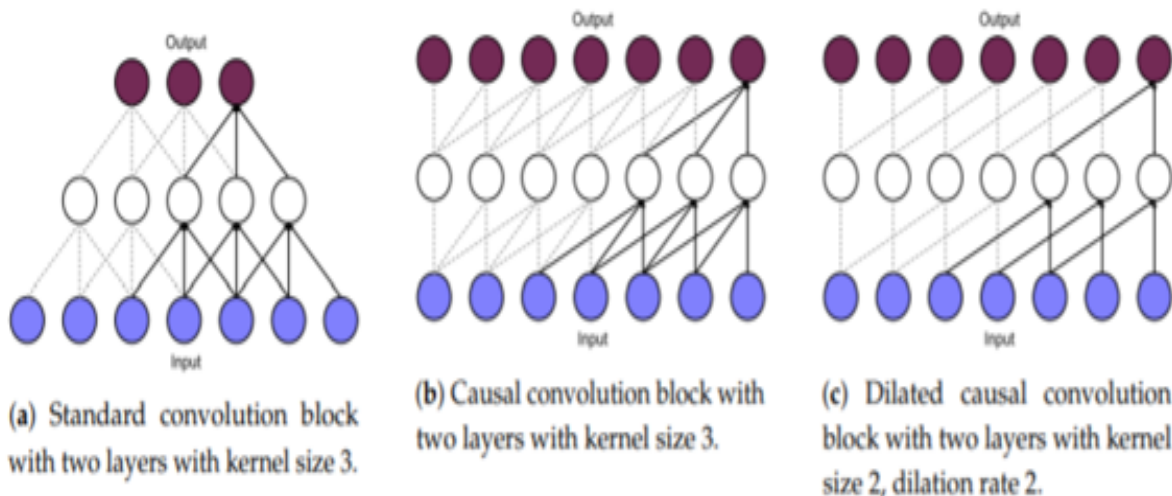 Output
Input
(a) Standard convolution block
with two layers with kernel size 3.
Output
Input
(b) Causal convolution block with
two layers with kernel size 3.
Output
Input
(c) Dilated causal convolution
block with two layers with kernel
size 2, dilation rate 2.